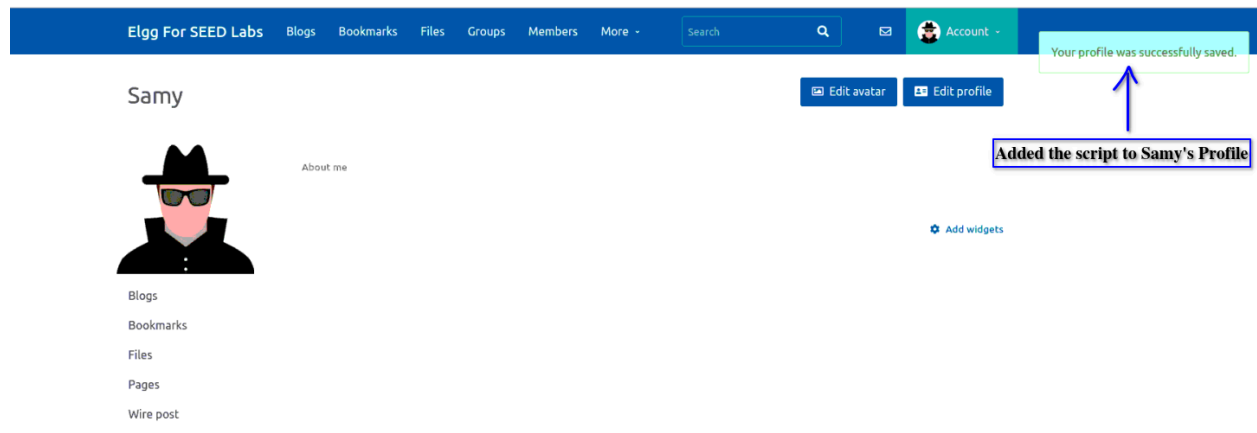 Elgg For SEED Labs Blogs Bookmarks Files Groups Members More Search Account
Your profile was successfully saved.
Samy
Edit avatar Edit profile
Added the script to Samy's Profile
About me
Add widgets
Blogs
Bookmarks
Files
Pages
Wire post